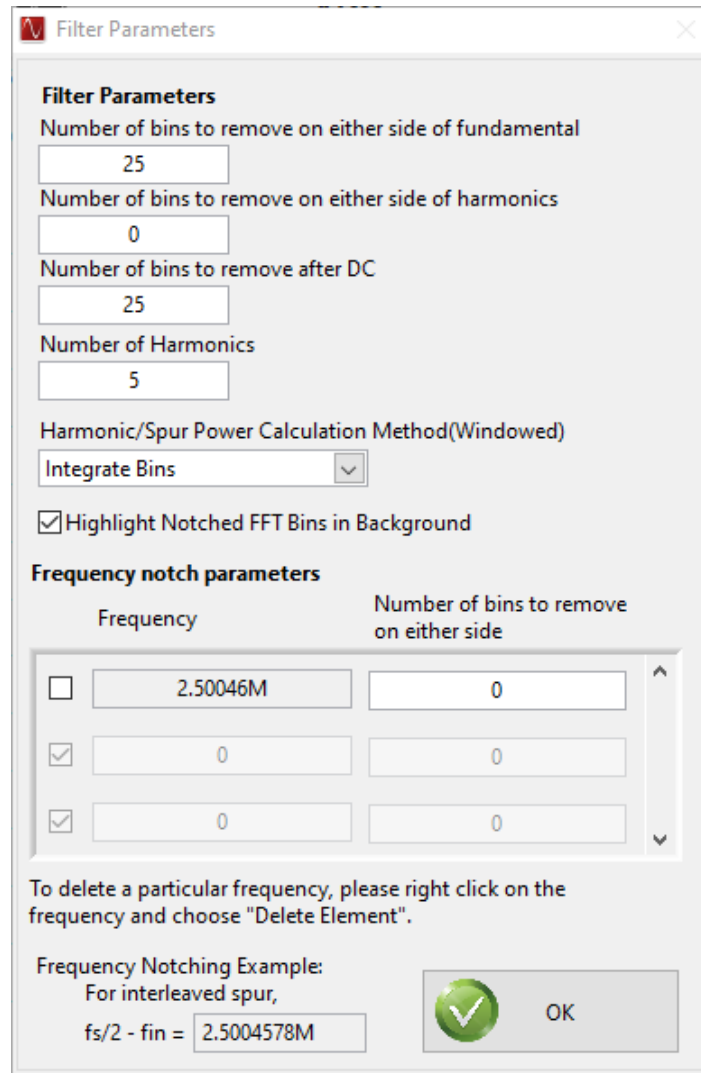 Filter Parameters
Filter Parameters
Number of bins to remove on either side of fundamental
25
Number of bins to remove on either side of harmonics
0
Number of bins to remove after DC
25
Number of Harmonics
5
Harmonic/Spur Power Calculation Method(Windowed)
Integrate Bins
Highlight Notched FFT Bins in Background
Frequency notch parameters
Frequency
Number of bins to remove
on either side
2.50046M 0
0 0
0 0
To delete a particular frequency, please right click on the
frequency and choose "Delete Element".
Frequency Notching Example:
For interleaved spur,
fs/2 - fin = 2.5004578M
OK